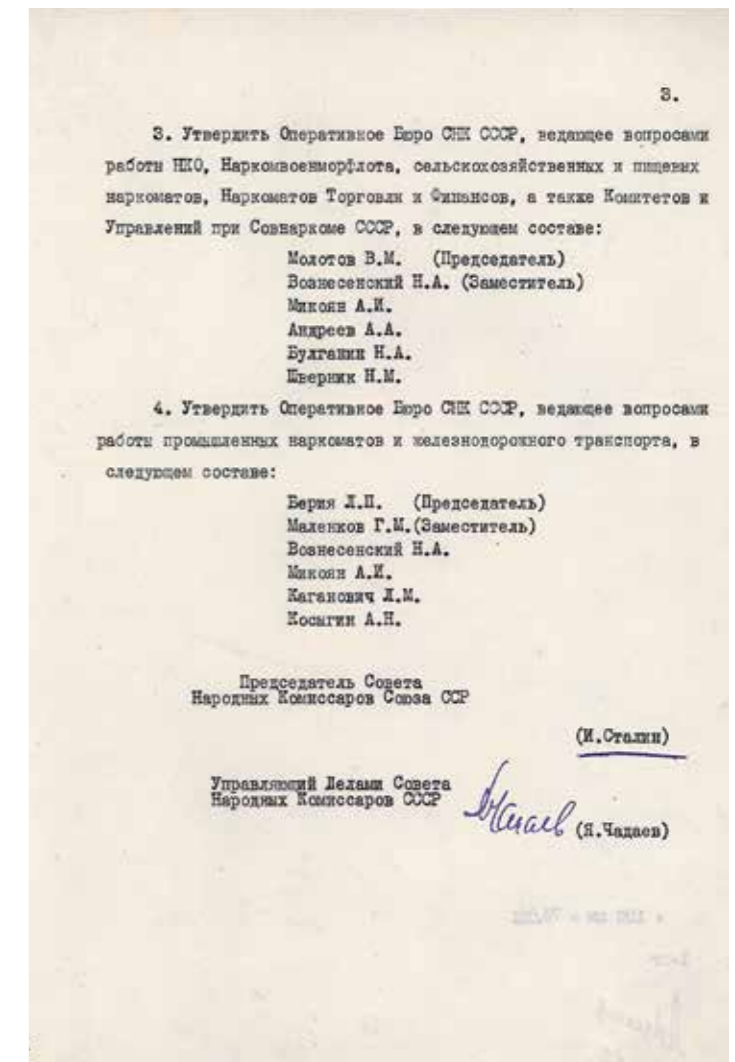 3.
3. Утвердить Оперативное Бюро СНК СССР, ведающее вопросами
работы НКО, Наркомвоенморфлота, сельскохозяйственных и пищевых
наркоматов, Наркоматов Торговли и Финансов, а также Комитетов и
Управлений при Совнаркоме СССР, в следующем составе:
Молотов В.М. (Председатель)
Вознесенский Н.А. (Заместитель)
Микоян А.И.
Андреев А.А.
Булганин Н.А.
Шверник Н.М.
4. Утвердить Оперативное Бюро СНК СССР, ведающее вопросами
работы промышленных наркоматов и железнодорожного транспорта, в
следующем составе:
Берия Л.П. (Председатель)
Маленков Г.М.(Заместитель)
Вознесенский Н.А.
Микоян А.И.
Каганович Л.М.
Косыгин А.Н.
Председатель Совета
Народных Комиссаров Союза ССР
(И.Сталин)
Управляющий Делами Совета
Народных Комиссаров СССР
(Я.Чадаев)